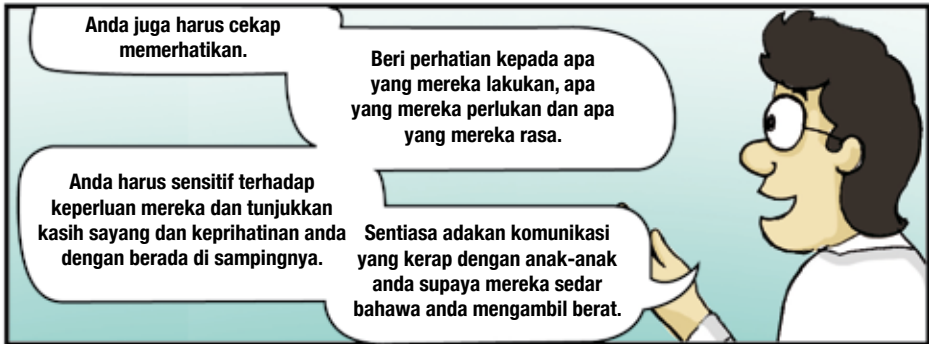 Anda juga harus cekap
memerhatikan.
Beri perhatian kepada apa
yang mereka lakukan, apa
yang mereka perlukan dan apa
yang mereka rasa.
Anda harus sensitif terhadap
keperluan mereka dan tunjukkan
kasih sayang dan keprihatinan anda
dengan berada di sampingnya.
Sentiasa adakan komunikasi
yang kerap dengan anak-anak
anda supaya mereka sedar
bahawa anda mengambil berat.